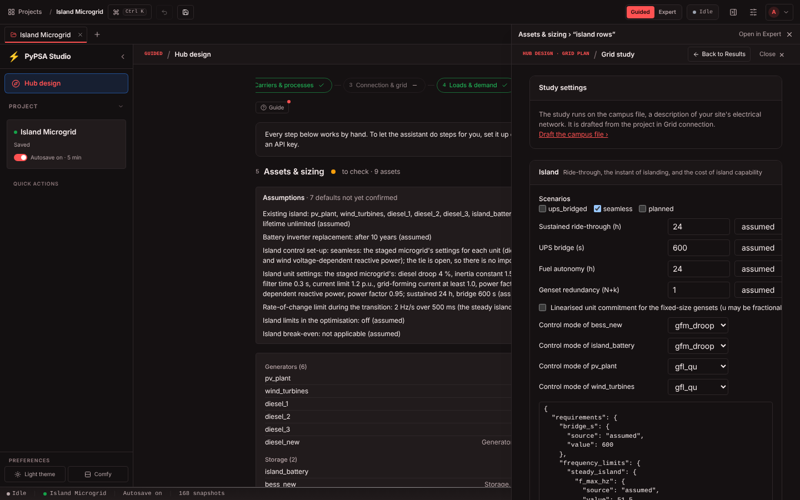 Projects / Island Microgrid ⌘ Ctrl K
Guided Expert Idle A
Island Microgrid × +
PyPSA Studio
Hub design
PROJECT
Island Microgrid
Saved
Autosave on · 5 min
QUICK ACTIONS
PREFERENCES
Light theme Comfy
Idle Island Microgrid Autosave on 168 snapshots
GUIDED Hub design
Carriers & processes ✓ 3 Connection & grid – 4 Loads & demand ✓
Guide
Every step below works by hand. To let the assistant do steps for you, set it up
an API key.
5 Assets & sizing to check · 9 assets
Assumptions · 7 defaults not yet confirmed
Existing island: pv_plant, wind_turbines, diesel_1, diesel_2, diesel_3, island_batter
lifetime unlimited (assumed)
Battery inverter replacement: after 10 years (assumed)
Island control set-up: seamless: the staged microgrid's settings for each unit (di
and wind voltage-dependent reactive power); the tie is open, so there is no impo
Island unit settings: the staged microgrid's: diesel droop 4 %, inertia constant 1.5
filter time 0.3 s, current limit 1.2 p.u., grid-forming current at least 1.0, power fac
dependent reactive power, power factor 0.95; sustained 24 h, bridge 600 s (ass
Rate-of-change limit during the transition: 2 Hz/s over 500 ms (the steady island
Island limits in the optimisation: off (assumed)
Island break-even: not applicable (assumed)
Generators (6)
pv_plant
wind_turbines
diesel_1
diesel_2
diesel_3
diesel_new Generato
Storage (2)
island_battery
bess_new Storage
Assets & sizing › "island rows" Open in Expert ×
HUB DESIGN · GRID PLAN Grid study ← Back to Results Close ×
Study settings
The study runs on the campus file, a description of your site's electrical
network. It is drafted from the project in Grid connection.
Draft the campus file ›
Island Ride-through, the instant of islanding, and the cost of island capability
Scenarios
ups_bridged seamless planned
Sustained ride-through (h) 24 assumed
UPS bridge (s) 600 assumed
Fuel autonomy (h) 24 assumed
Genset redundancy (N+k) 1 assumed
Linearised unit commitment for the fixed-size gensets (u may be fractional
Control mode of bess_new gfm_droop
Control mode of island_battery gfm_droop
Control mode of pv_plant gfl_qu
Control mode of wind_turbines gfl_qu
{
"requirements": {
"bridge_s": {
"source": "assumed",
"value": 600
},
"frequency_limits": {
"steady_island": {
"f_max_hz": {
"source": "assumed",
"value": 51.5